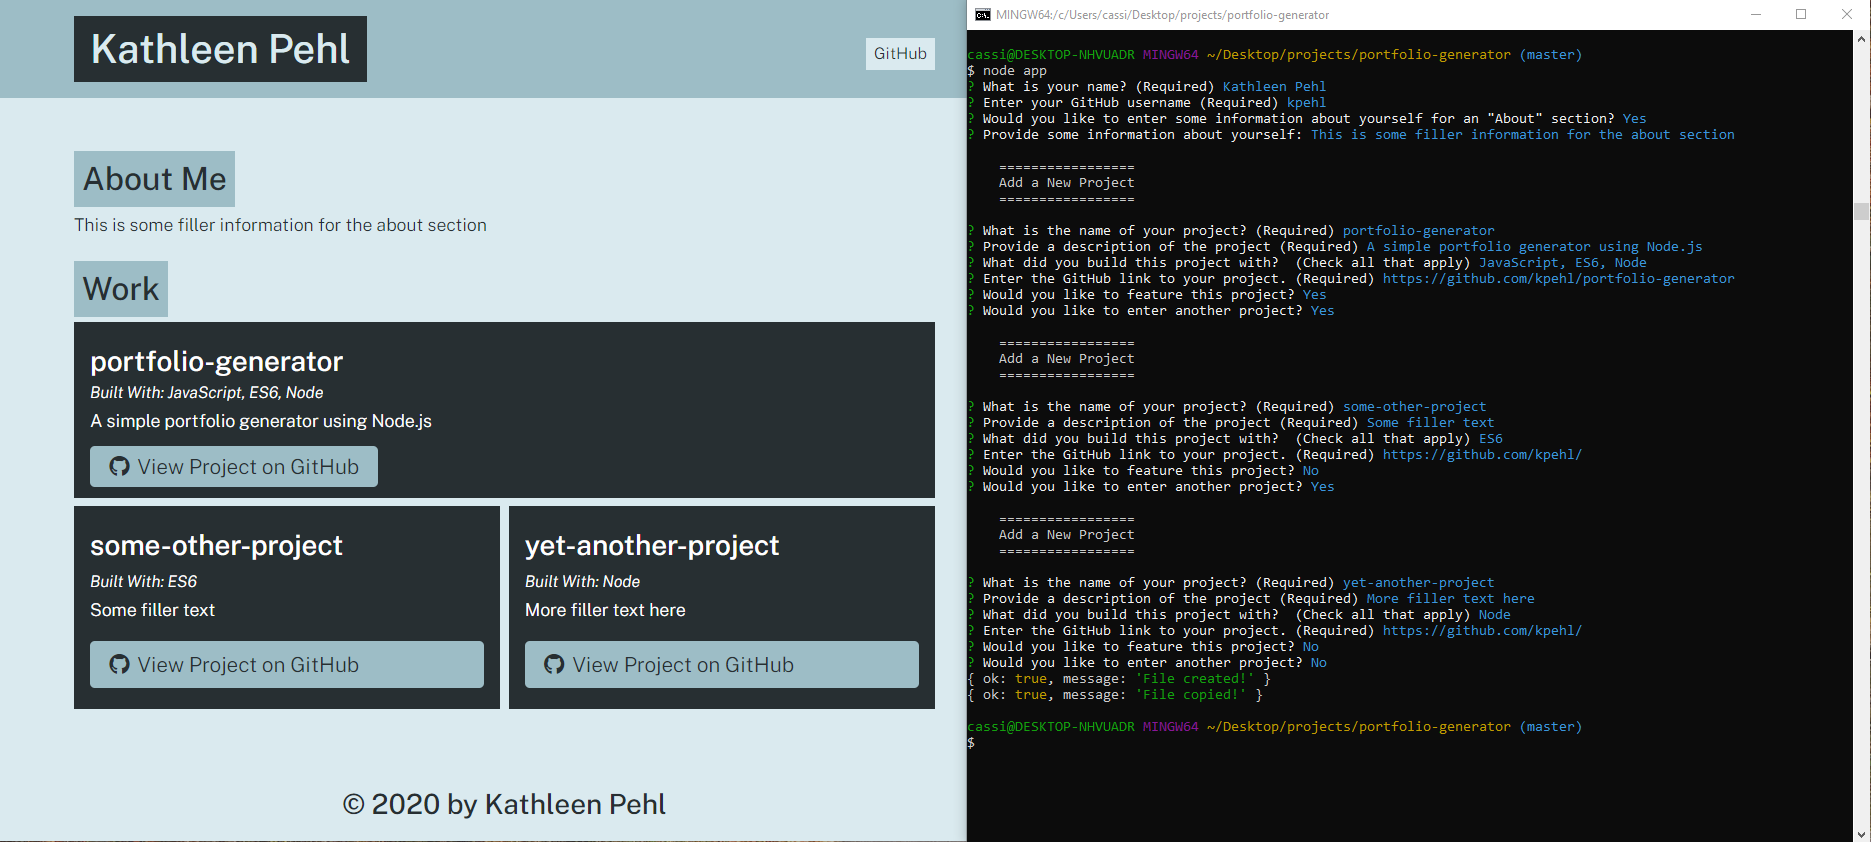 Kathleen Pehl
GitHub
About Me
This is some filler information for the about section
Work
portfolio-generator
Built With: JavaScript, ES6, Node
A simple portfolio generator using Node.js
View Project on GitHub
some-other-project
Built With: ES6
Some filler text
View Project on GitHub
yet-another-project
Built With: Node
More filler text here
View Project on GitHub
© 2020 by Kathleen Pehl
MINGW64:/c/Users/cassi/Desktop/projects/portfolio-generator
cassi@DESKTOP-NHVUADR MINGW64 ~/Desktop/projects/portfolio-generator (master)
$ node app
? What is your name? (Required) Kathleen Pehl
? Enter your GitHub username (Required) kpehl
? Would you like to enter some information about yourself for an "About" section? Yes
? Provide some information about yourself: This is some filler information for the about section
=================
Add a New Project
=================
? What is the name of your project? (Required) portfolio-generator
? Provide a description of the project (Required) A simple portfolio generator using Node.js
? What did you build this project with?  (Check all that apply) JavaScript, ES6, Node
? Enter the GitHub link to your project. (Required) https://github.com/kpehl/portfolio-generator
? Would you like to feature this project? Yes
? Would you like to enter another project? Yes
=================
Add a New Project
=================
? What is the name of your project? (Required) some-other-project
? Provide a description of the project (Required) Some filler text
? What did you build this project with?  (Check all that apply) ES6
? Enter the GitHub link to your project. (Required) https://github.com/kpehl/
? Would you like to feature this project? No
? Would you like to enter another project? Yes
=================
Add a New Project
=================
? What is the name of your project? (Required) yet-another-project
? Provide a description of the project (Required) More filler text here
? What did you build this project with?  (Check all that apply) Node
? Enter the GitHub link to your project. (Required) https://github.com/kpehl/
? Would you like to feature this project? No
? Would you like to enter another project? No
{ ok: true, message: 'File created!' }
{ ok: true, message: 'File copied!' }
cassi@DESKTOP-NHVUADR MINGW64 ~/Desktop/projects/portfolio-generator (master)
$